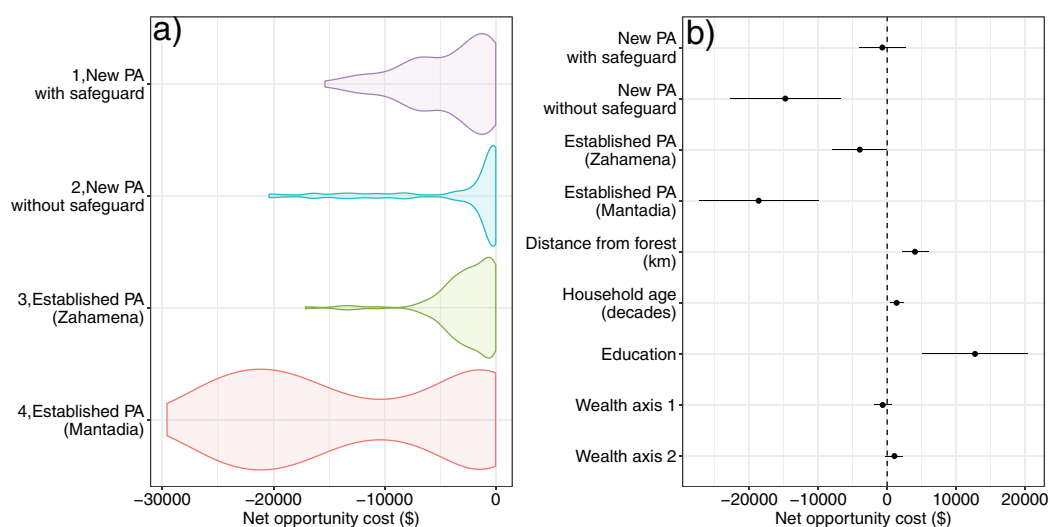 a)
1,New PA
with safeguard
2,New PA
without safeguard
3,Established PA
(Zahamena)
4,Established PA
(Mantadia)
−30000 −20000 −10000 0
Net opportunity cost ($)
b)
New PA
with safeguard
New PA
without safeguard
Established PA
(Zahamena)
Established PA
(Mantadia)
Distance from forest
(km)
Household age
(decades)
Education
Wealth axis 1
Wealth axis 2
−20000 −10000 0 10000 20000
Net opportunity cost ($)